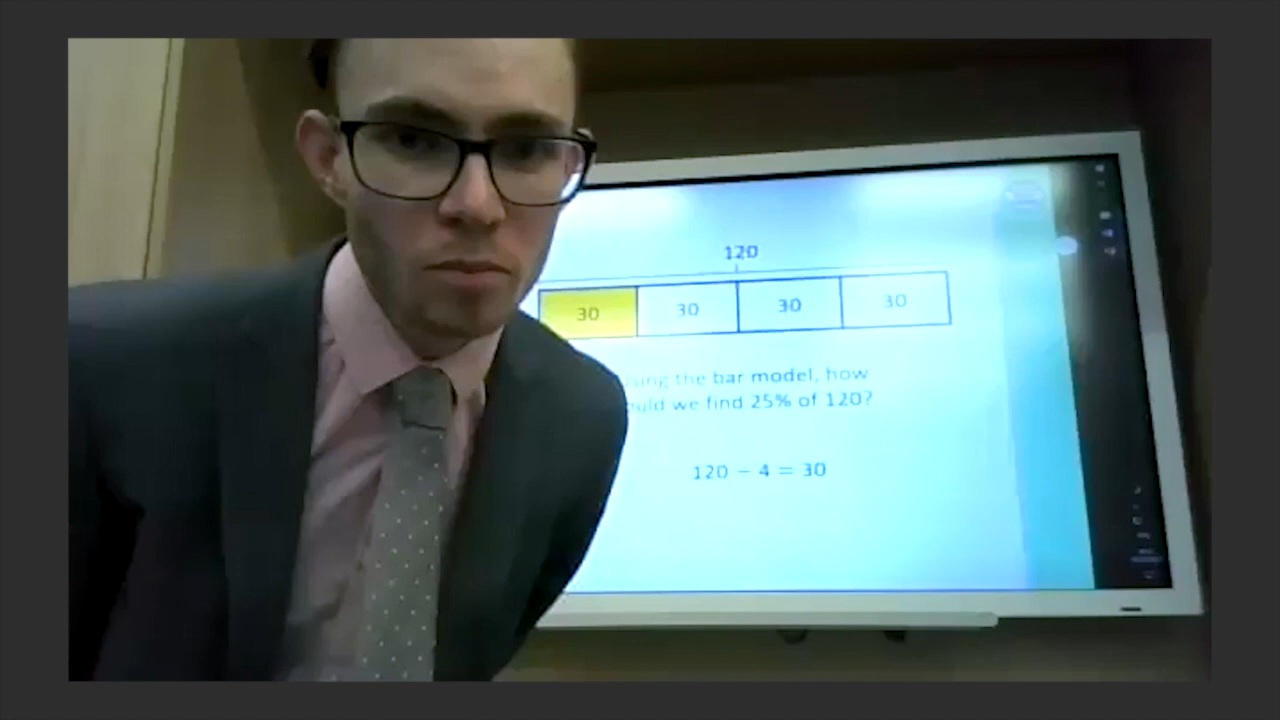 120
30 30 30 30
the bar model, how
we find 25% of 120?
120 − 4 = 30